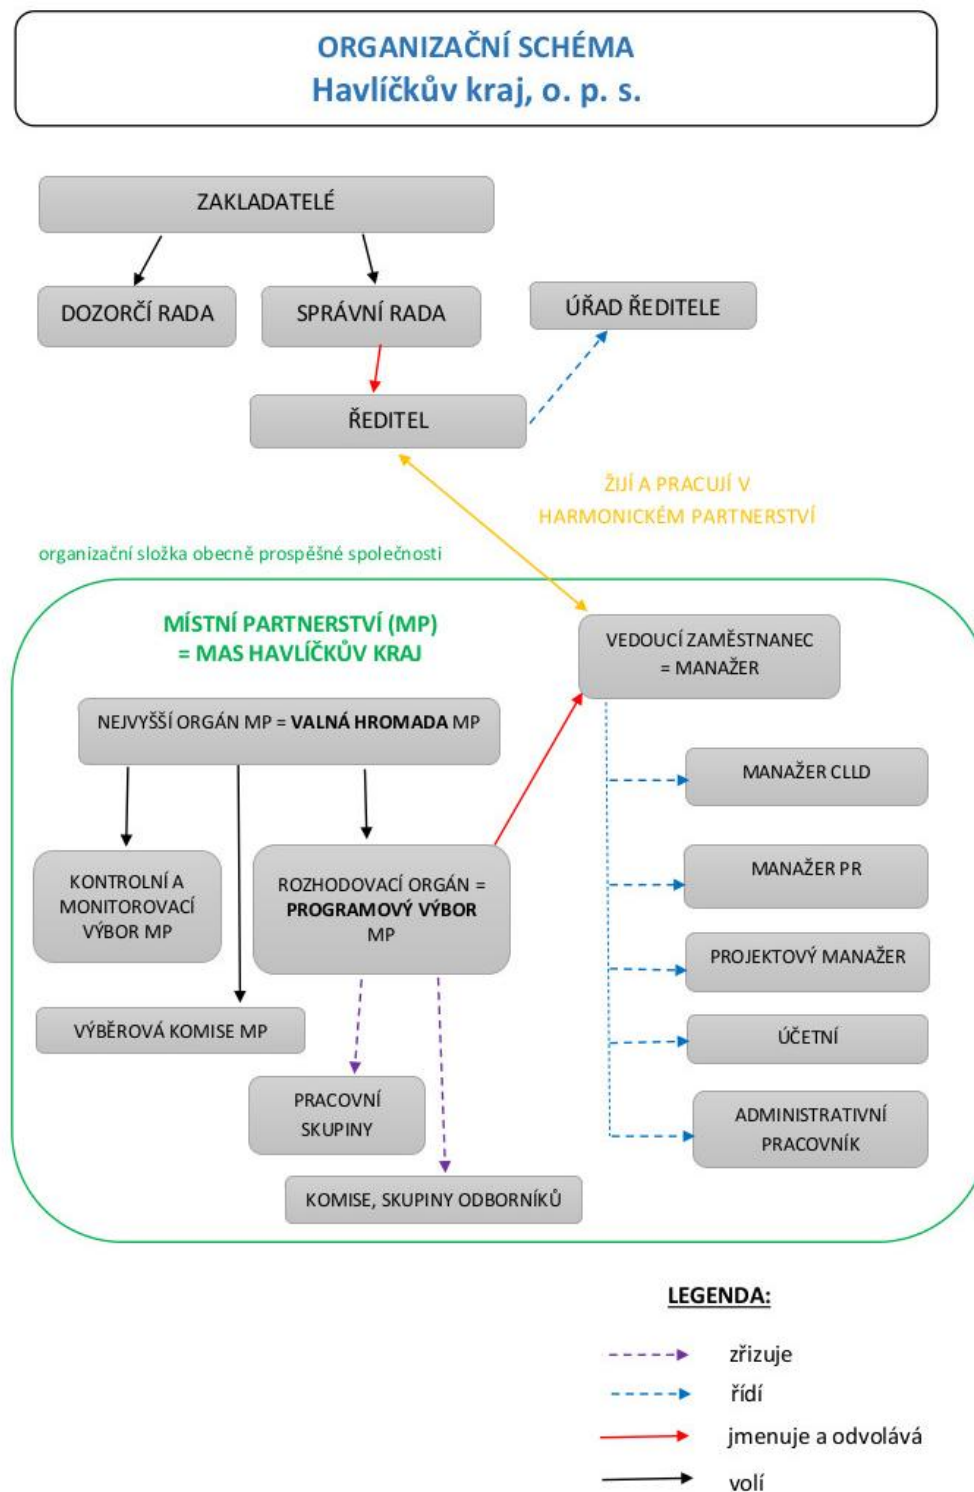 ORGANIZAČNÍ SCHÉMA
Havlíčkův kraj, o. p. s.
ZAKLADATELÉ
DOZORČÍ RADA
SPRÁVNÍ RADA
ÚŘAD ŘEDITELE
ŘEDITEL
ŽIJÍ A PRACUJÍ V
HARMONICKÉM PARTNERSTVÍ
organizační složka obecně prospěšné společnosti
MÍSTNÍ PARTNERSTVÍ (MP)
= MAS HAVLÍČKŮV KRAJ
VEDOUCÍ ZAMĚSTNANEC
= MANAŽER
NEJVYŠŠÍ ORGÁN MP = VALNÁ HROMADA MP
MANAŽER CLLD
KONTROLNÍ A
MONITOROVACÍ
VÝBOR MP
ROZHODOVACÍ ORGÁN =
PROGRAMOVÝ VÝBOR
MP
MANAŽER PR
PROJEKTOVÝ MANAŽER
VÝBĚROVÁ KOMISE MP
ÚČETNÍ
PRACOVNÍ
SKUPINY
ADMINISTRATIVNÍ
PRACOVNÍK
KOMISE, SKUPINY ODBORNÍKŮ
LEGENDA:
zřizuje
řídí
jmenuje a odvolává
volí